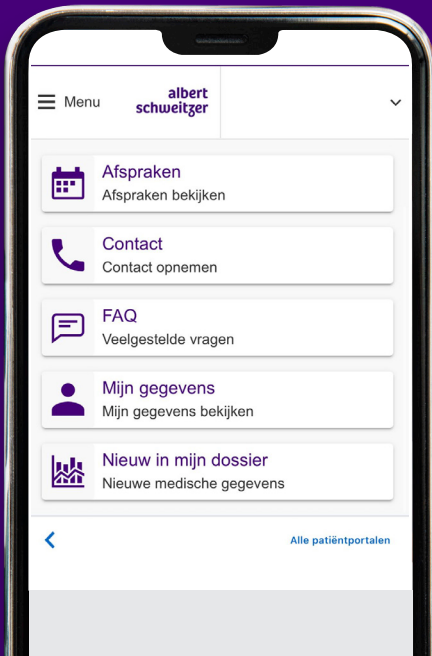 Menu
albert
schweitzer
Afspraken
Afspraken bekijken
Contact
Contact opnemen
FAQ
Veelgestelde vragen
Mijn gegevens
Mijn gegevens bekijken
Nieuw in mijn dossier
Nieuwe medische gegevens
Alle patiëntportalen